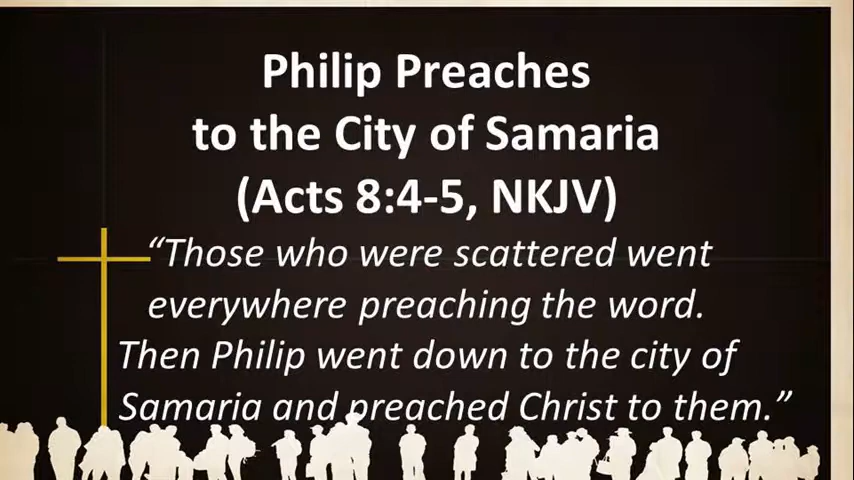 Philip Preaches
to the City of Samaria
(Acts 8:4-5, NKJV)
“Those who were scattered went
everywhere preaching the word.
Then Philip went down to the city of
Samaria and preached Christ to them.”